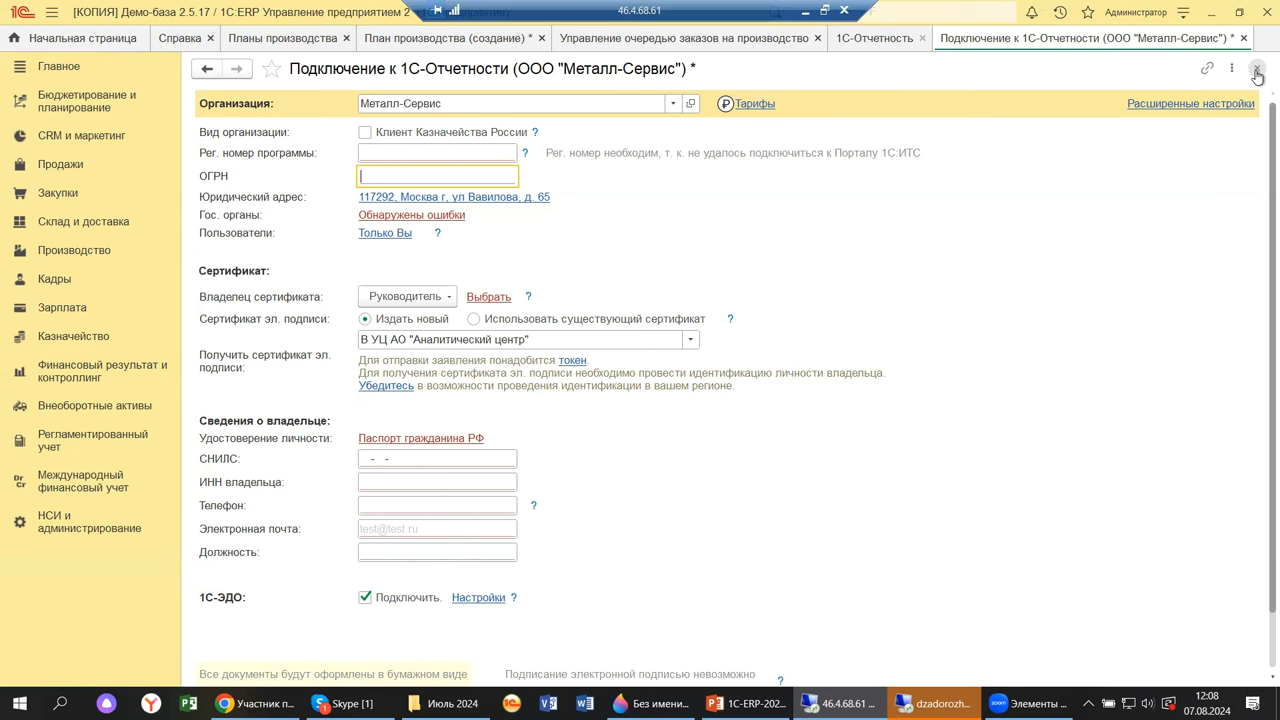 [КОПИЯ] Демо-база 2.5.17 / 1С:ERP Управление предприятием 2
46.4.68.61
Администратор
Начальная страница
Справка
Планы производства
План производства (создание) *
Управление очередью заказов на производство
1С-Отчетность
Подключение к 1С-Отчетности (ООО "Металл-Сервис") *
Главное
Бюджетирование и
планирование
CRM и маркетинг
Продажи
Закупки
Склад и доставка
Производство
Кадры
Зарплата
Казначейство
Финансовый результат и
контроллинг
Внеоборотные активы
Регламентированный
учет
Международный
финансовый учет
НСИ и
администрирование
Подключение к 1С-Отчетности (ООО "Металл-Сервис") *
Организация: Металл-Сервис Тарифы Расширенные настройки
Вид организации: Клиент Казначейства России ?
Рег. номер программы: ? Рег. номер необходим, т. к. не удалось подключиться к Порталу 1С:ИТС
ОГРН
Юридический адрес: 117292, Москва г, ул Вавилова, д. 65
Гос. органы: Обнаружены ошибки
Пользователи: Только Вы ?
Сертификат:
Владелец сертификата: Руководитель Выбрать ?
Сертификат эл. подписи: Издать новый Использовать существующий сертификат ?
В УЦ АО "Аналитический центр"
Получить сертификат эл.
подписи:
Для отправки заявления понадобится токен.
Для получения сертификата эл. подписи необходимо провести идентификацию личности владельца.
Убедитесь в возможности проведения идентификации в вашем регионе.
Сведения о владельце:
Удостоверение личности: Паспорт гражданина РФ
СНИЛС: - -
ИНН владельца:
Телефон: ?
Электронная почта: test@test.ru
Должность:
1С-ЭДО: Подключить. Настройки ?
Все документы будут оформлены в бумажном виде Подписание электронной подписью невозможно ?
Участник п...
Skype [1]
Июль 2024
Без имени...
1С-ERP-202...
46.4.68.61 ...
dzadorozh...
Элементы ...
РУС
12:08
07.08.2024